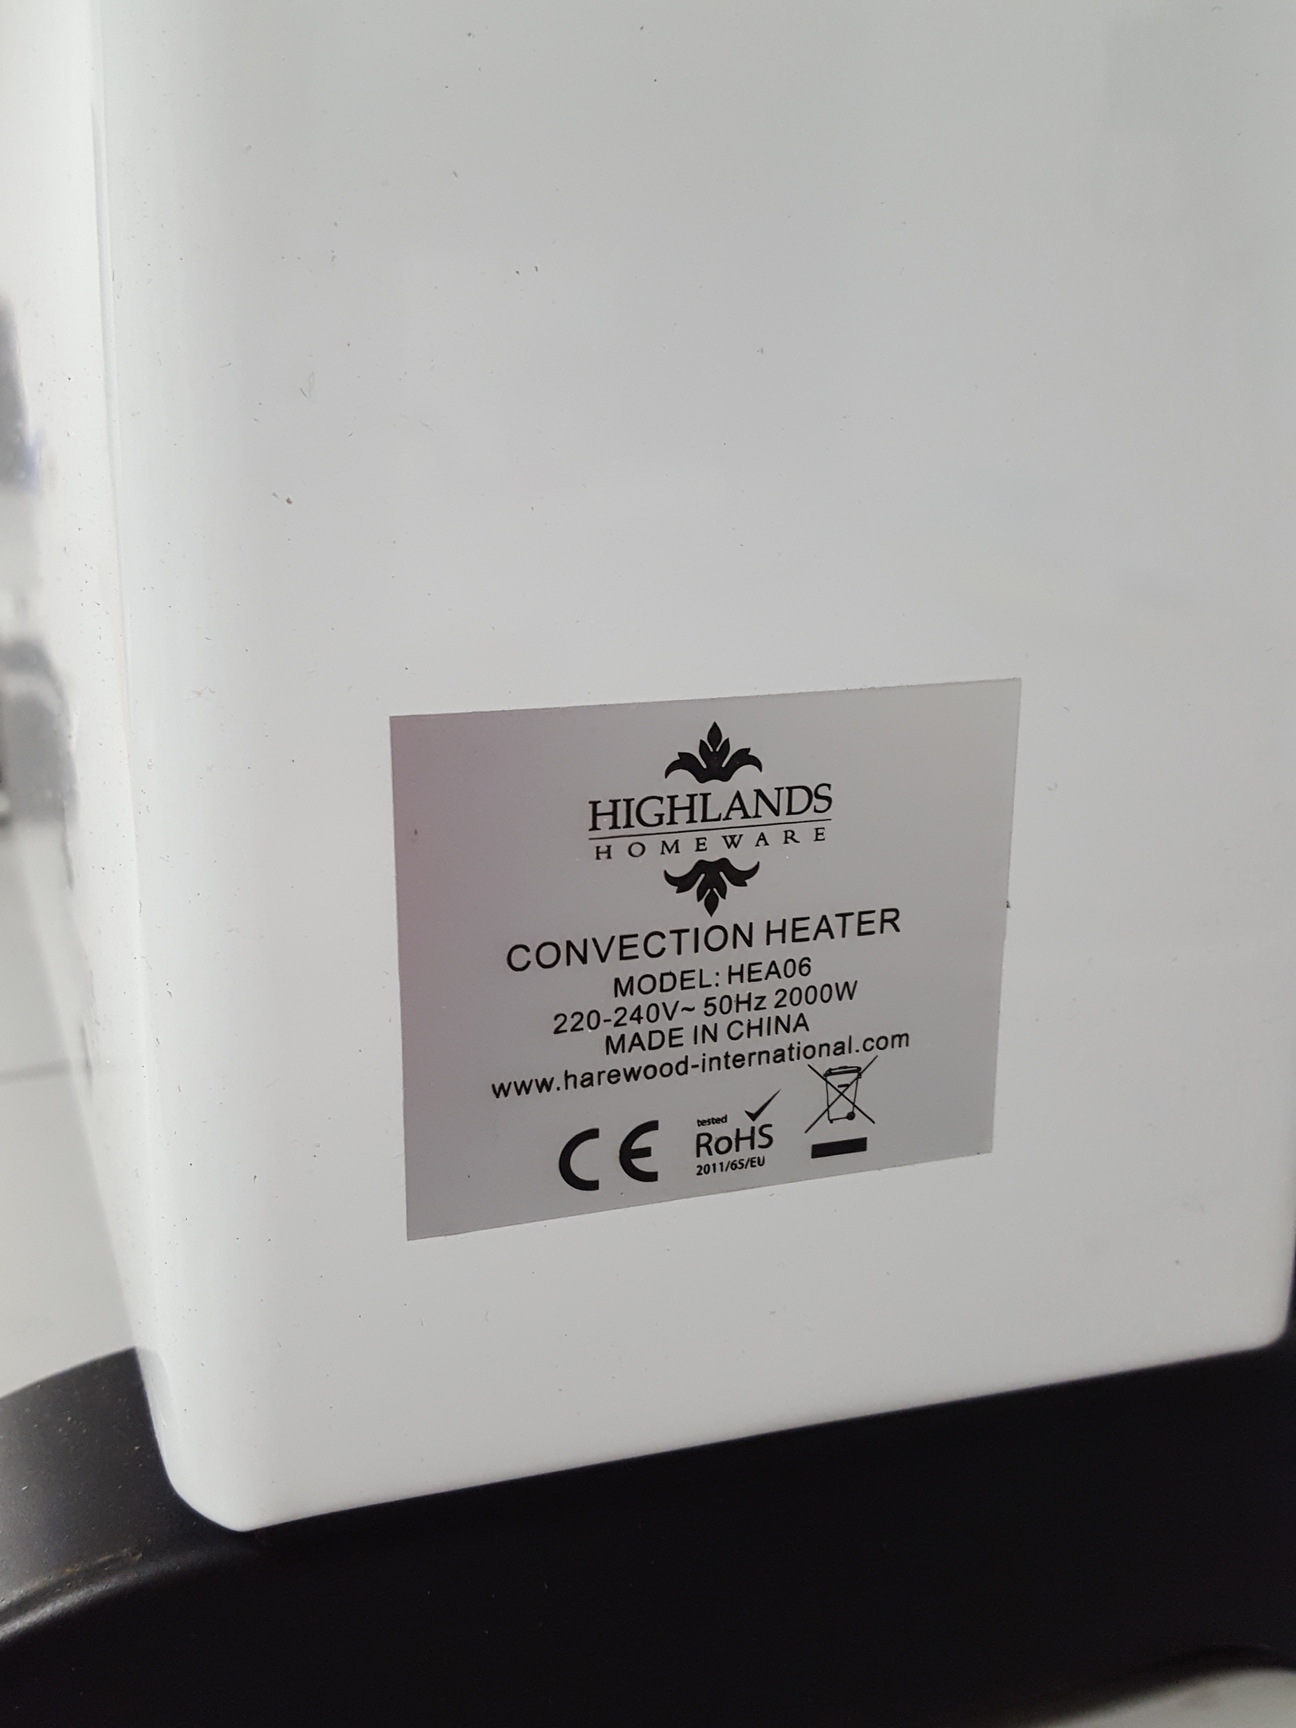 HIGHLANDS
HOMEWARE
CONVECTION HEATER
MODEL: HEA06
220-240V~ 50Hz 2000W
MADE IN CHINA
www.harewood-international.com
CE
tested
RoHS
2011/65/EU